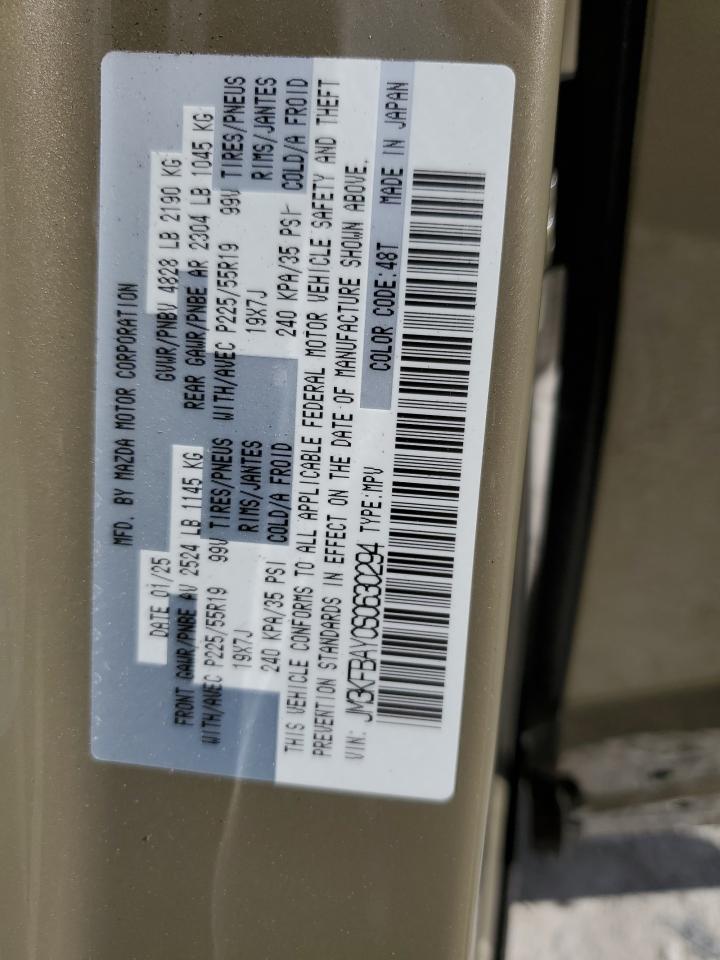 MFD. BY MAZDA MOTOR CORPORATION
DATE 01/25 GVWR/PNBV 4828 LB 2190 KG
FRONT GAWR/PNBE AV 2524 LB 1145 KG REAR GAWR/PNBE AR 2304 LB 1045 KG
WITH/AVEC P225/55R19 99V TIRES/PNEUS WITH/AVEC P225/55R19 99V TIRES/PNEUS
19X7J RIMS/JANTES 19X7J RIMS/JANTES
240 KPA/35 PSI COLD/A FROID 240 KPA/35 PSI COLD/A FROID
THIS VEHICLE CONFORMS TO ALL APPLICABLE FEDERAL MOTOR VEHICLE SAFETY AND THEFT
PREVENTION STANDARDS IN EFFECT ON THE DATE OF MANUFACTURE SHOWN ABOVE.
VIN: JM3KFBAY0S0630294 TYPE:MPV COLOR CODE:48T MADE IN JAPAN